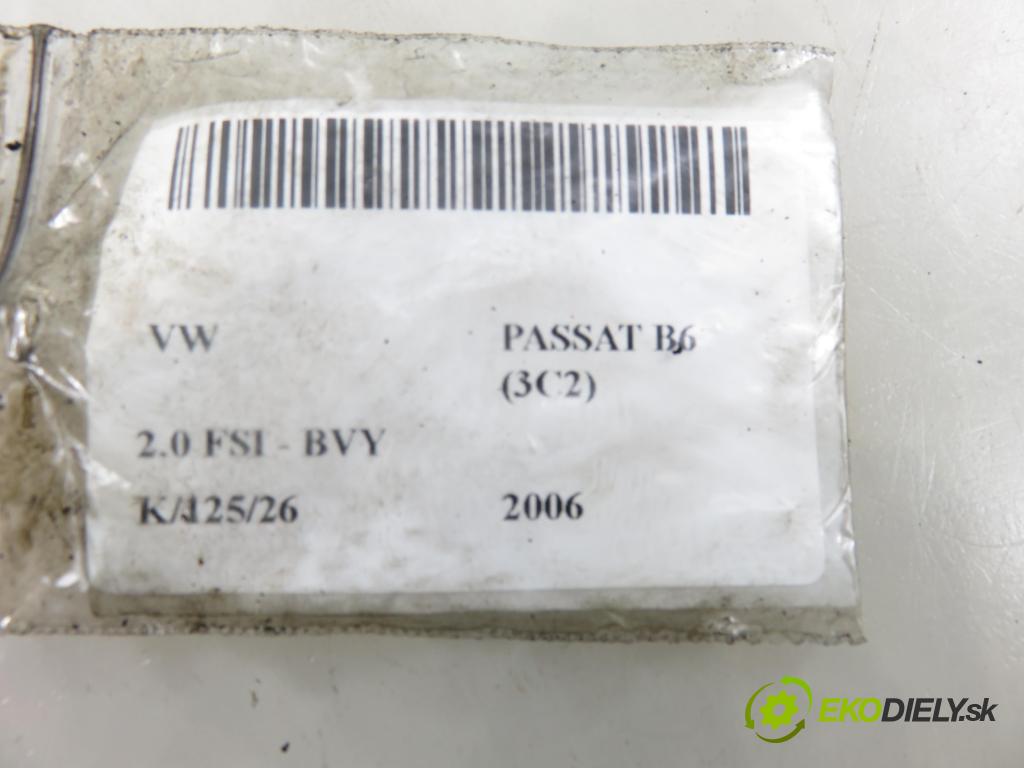 VW PASSAT B6
(3C2)
2.0 FSI - BVY
K/125/26 2006
EKODIELY.sk